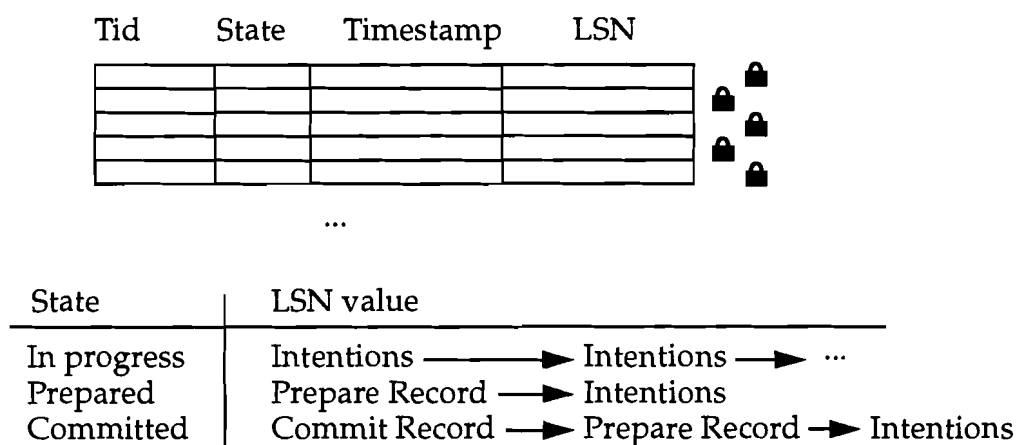 Tid State Timestamp LSN
...
State LSN value
In progress Intentions Intentions ...
Prepared Prepare Record Intentions
Committed Commit Record Prepare Record Intentions